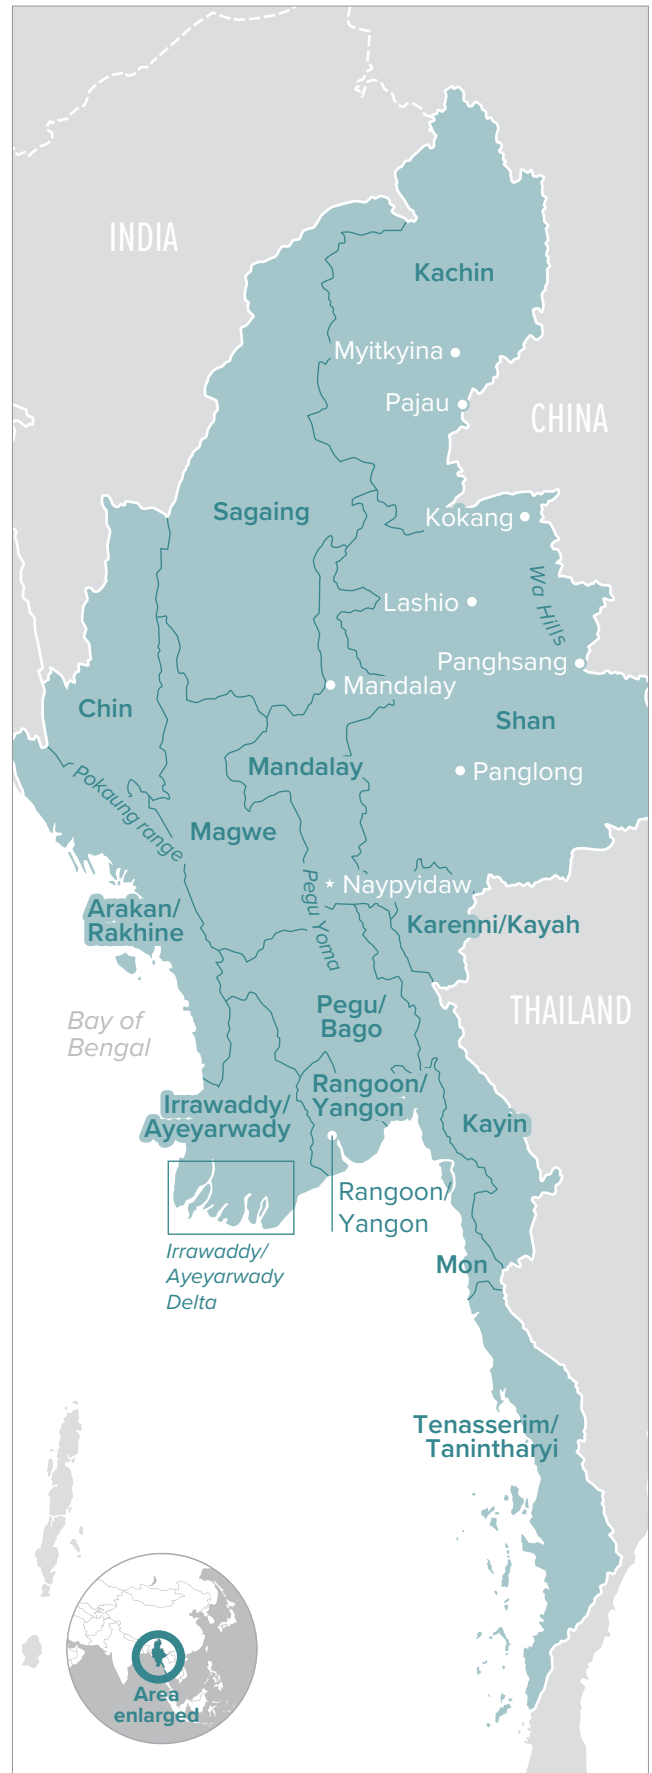 INDIA
Kachin
Myitkyina
Pajau
CHINA
Sagaing
Kokang
Wa Hills
Lashio
Panghsang
Mandalay
Chin
Shan
Mandalay
Panglong
Pokaung range
Magwe
Naypyidaw
Pegu Yoma
Arakan/
Rakhine
Karenni/Kayah
Bay of
Bengal
Pegu/
Bago
THAILAND
Rangoon/
Yangon
Irrawaddy/
Ayeyarwady
Kayin
Rangoon/
Yangon
Irrawaddy/
Ayeyarwady
Delta
Mon
Tenasserim/
Tanintharyi
Area
enlarged